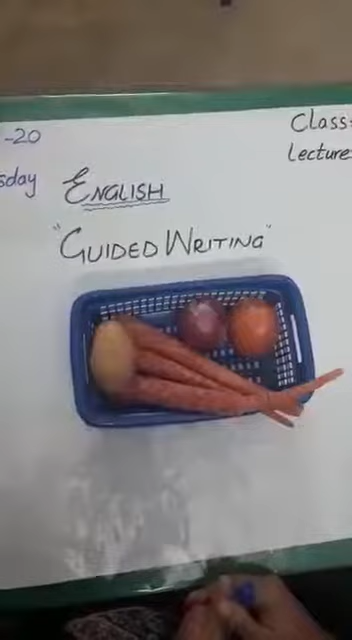 -20
Class-
Lecture
sday
ENGLISH
"GUIDED WRITING"